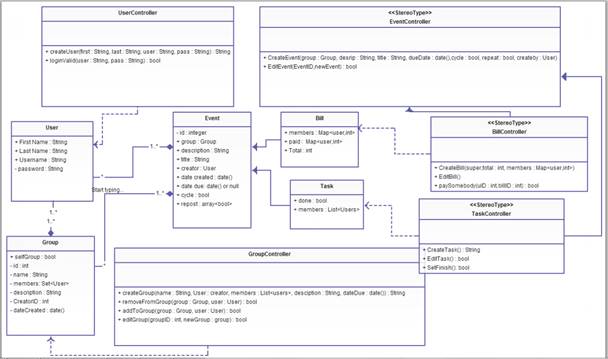 UserController
+ createUser(first : String, last : String; user : String, pass : String) : String
+ loginValid(user : String, pass : String) : bool
<<StereoType>>
EventController
+ CreateEvent(group : Group, desrip : String, title : String, dueDate : date(),cycle : bool, repeat : bool, createby : User)
+ EditEvent(EventID,newEvent) : bool
User
+ First Name : String
+ Last Name : String
+ Username : String
- password : String
Event
- id : integer
+ group : Group
+ description : String
+ title : String
+ creator : User
+ date created : date()
+ date due: date() or null
+ cycle : bool
+ repost : array<bool>
Bill
+ members : Map<user,int>
+ paid : Map<user,int>
+ Total : int
<<StereoType>>
BillController
+ CreateBill(super,total : int, members : Map<user,int>)
+ EditBill()
+ paySomebody(uID : int,billID : int) : bool
1..*
Start typing...
1..*
1..*
1..*
Task
+ done : bool
+ members : List<Users>
<<StereoType>>
TaskController
+ CreateTask() : String
+ EditTask() : bool
+ SetFinish() : bool
Group
+ selfGroup : bool
- id : int
- name : String
- members: Set<User>
- description : String
- CreatorID : int
- dateCreated : date()
GroupController
+ createGroup(name : String, User : creator, members : List<users>, desciption : String, dateDue : date()) : String
+ removeFromGroup(group : Group, user : User) : bool
+ addToGroup(group : Group, user : User) : bool
+ editGroup(groupID : int, newGroup : group) : bool